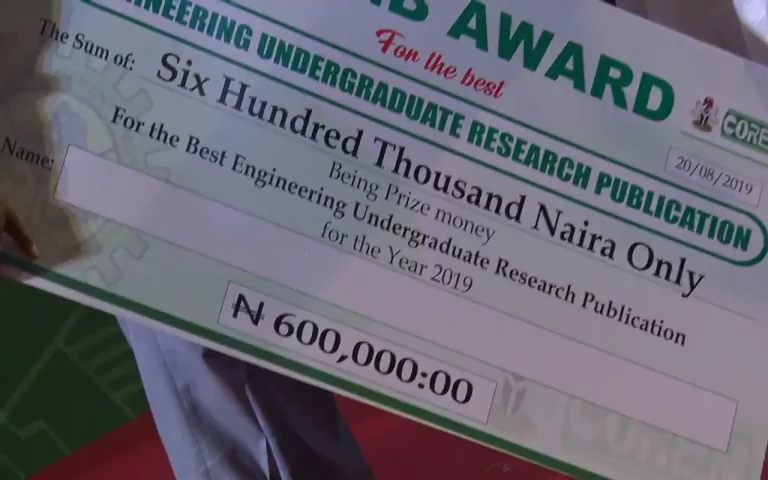 AWARD
For the best
ENGINEERING UNDERGRADUATE RESEARCH PUBLICATION
CORE
20/08/2019
The Sum of: Six Hundred Thousand Naira Only
Being Prize money
For the Best Engineering Undergraduate Research Publication
for the Year 2019
Name:
₦ 600,000:00